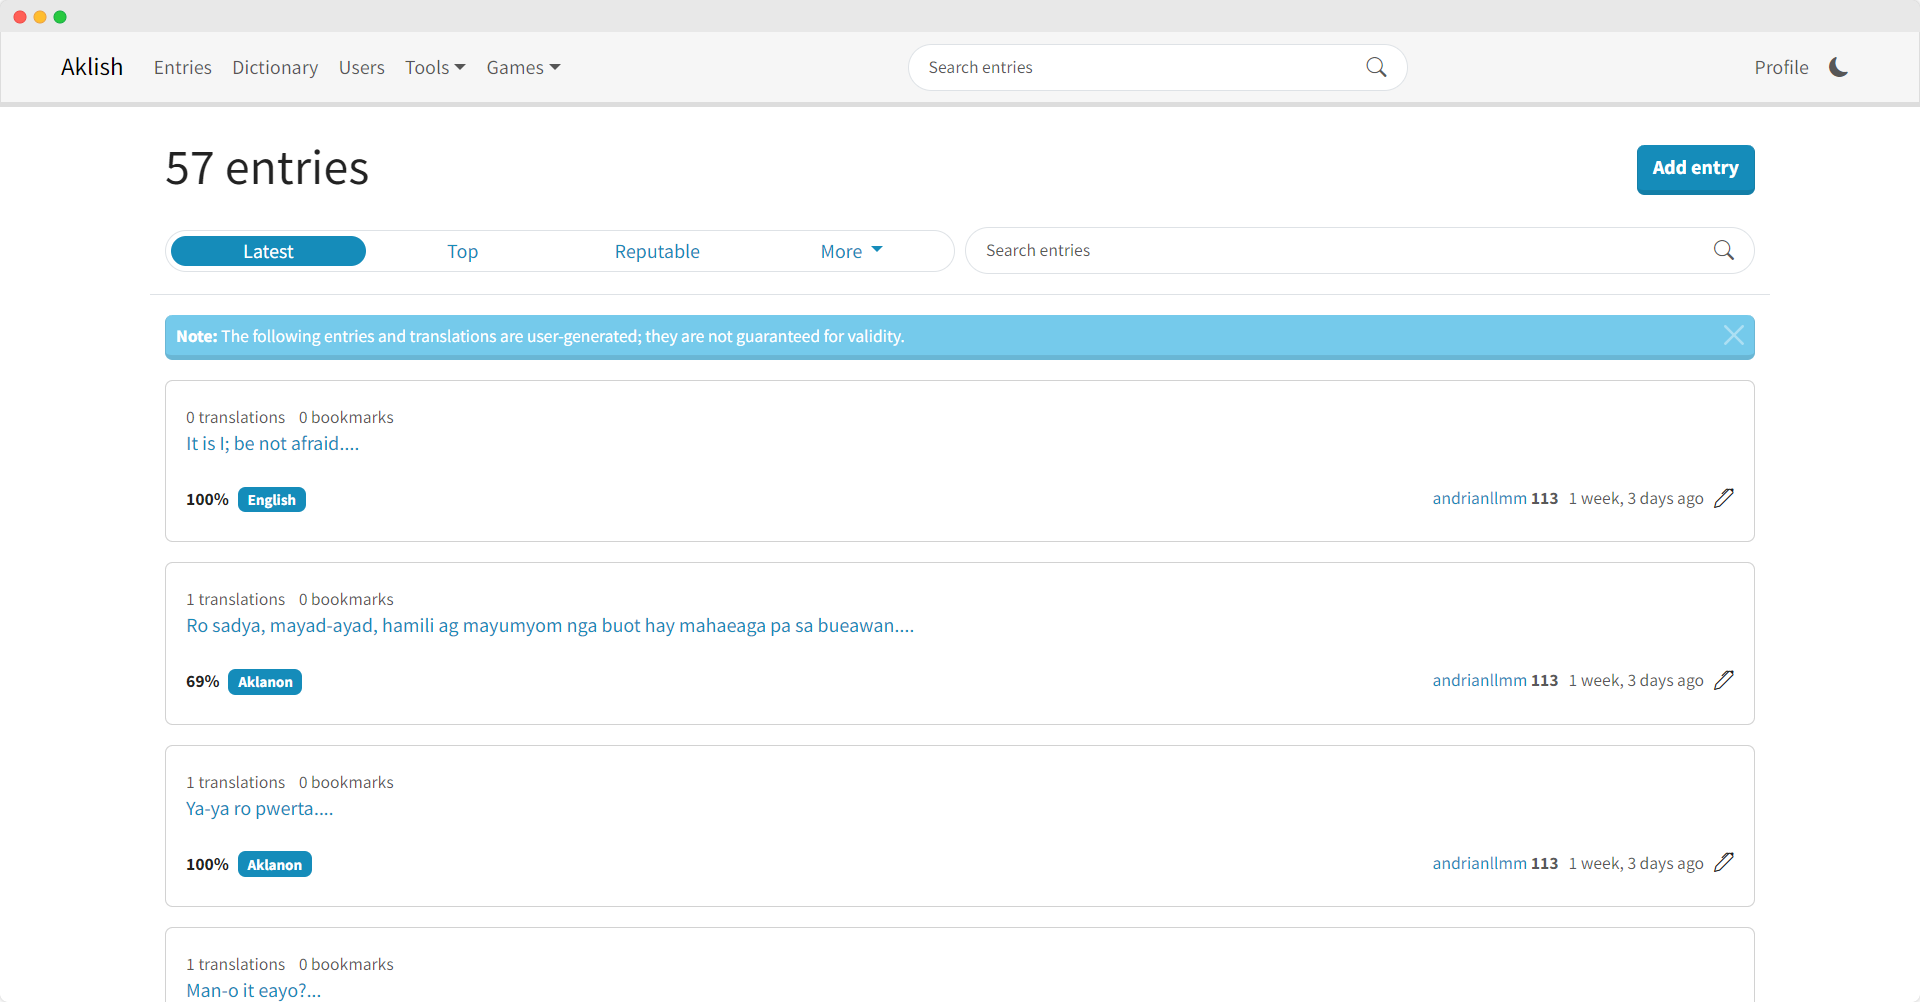 Aklish Entries Dictionary Users Tools Games Search entries Profile
57 entries
Add entry
Latest Top Reputable More Search entries
Note: The following entries and translations are user-generated; they are not guaranteed for validity.
0 translations 0 bookmarks
It is I; be not afraid....
100% English andrianllmm 113 1 week, 3 days ago
1 translations 0 bookmarks
Ro sadya, mayad-ayad, hamili ag mayumyom nga buot hay mahaeaga pa sa bueawan....
69% Aklanon andrianllmm 113 1 week, 3 days ago
1 translations 0 bookmarks
Ya-ya ro pwerta....
100% Aklanon andrianllmm 113 1 week, 3 days ago
1 translations 0 bookmarks
Man-o it eayo?...